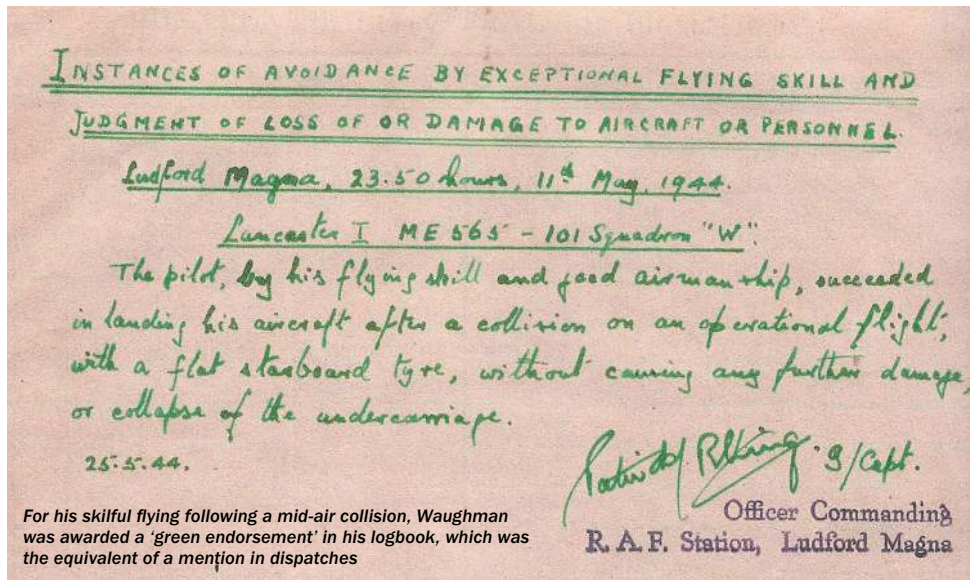 INSTANCES OF AVOIDANCE BY EXCEPTIONAL FLYING SKILL AND
JUDGMENT OF LOSS OF OR DAMAGE TO AIRCRAFT OR PERSONNEL.
Ludford Magna, 23.50 hours, 11th May, 1944.
Lancaster I ME 565 - 101 Squadron "W".
The pilot, by his flying skill and good airmanship, succeeded
in landing his aircraft after a collision on an operational flight,
with a flat starboard tyre, without causing any further damage,
or collapse of the undercarriage.
25.5.44.
King. G/Capt.
Officer Commanding
R.A.F. Station, Ludford Magna
For his skilful flying following a mid-air collision, Waughman
was awarded a ‘green endorsement’ in his logbook, which was
the equivalent of a mention in dispatches